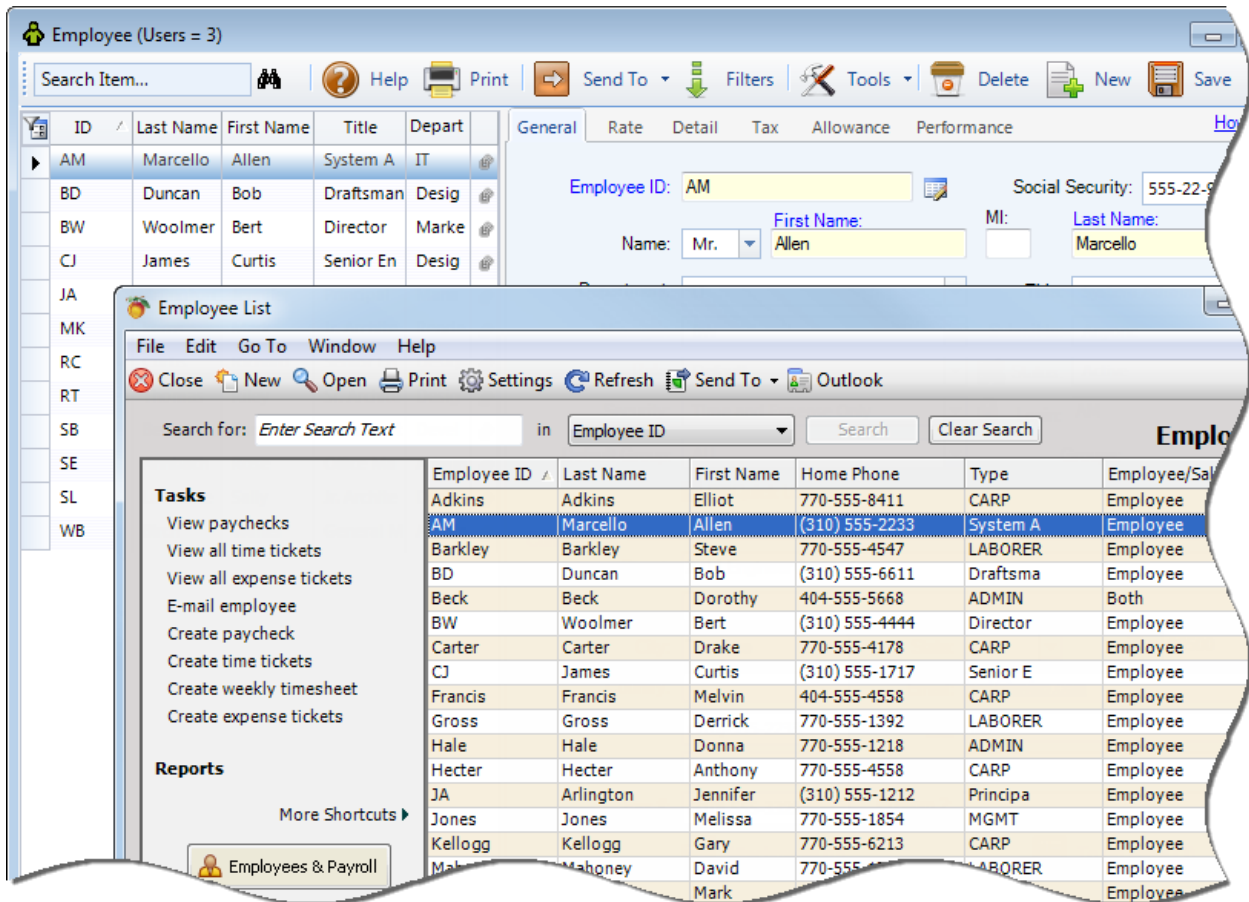 Employee (Users = 3)
Search Item... Help Print Send To Filters Tools Delete New Save
ID Last Name First Name Title Depart
General Rate Detail Tax Allowance Performance
AM Marcello Allen System A IT
BD Duncan Bob Draftsman Desig
BW Woolmer Bert Director Marke
CJ James Curtis Senior En Desig
JA
MK
RC
RT
SB
SE
SL
WB
Employee ID: AM Social Security: 555-22-9
First Name: MI: Last Name:
Name: Mr. Allen Marcello
Employee List
File Edit Go To Window Help
Close New Open Print Settings Refresh Send To Outlook
Search for: Enter Search Text in Employee ID Search Clear Search
Emplo
Tasks
View paychecks
View all time tickets
View all expense tickets
E-mail employee
Create paycheck
Create time tickets
Create weekly timesheet
Create expense tickets
Reports
More Shortcuts
Employees & Payroll
Employee ID Last Name First Name Home Phone Type Employee/Sal
Adkins Adkins Elliot 770-555-8411 CARP Employee
AM Marcello Allen (310) 555-2233 System A Employee
Barkley Barkley Steve 770-555-4547 LABORER Employee
BD Duncan Bob (310) 555-6611 Draftsma Employee
Beck Beck Dorothy 404-555-5668 ADMIN Both
BW Woolmer Bert (310) 555-4444 Director Employee
Carter Carter Drake 770-555-4178 CARP Employee
CJ James Curtis (310) 555-1717 Senior E Employee
Francis Francis Melvin 404-555-4558 CARP Employee
Gross Gross Derrick 770-555-1392 LABORER Employee
Hale Hale Donna 770-555-1218 ADMIN Employee
Hecter Hecter Anthony 770-555-4558 CARP Employee
JA Arlington Jennifer (310) 555-1212 Principa Employee
Jones Jones Melissa 770-555-1854 MGMT Employee
Kellogg Kellogg Gary 770-555-6213 CARP Employee
Mahoney David LABORER Employee
Mark Employee